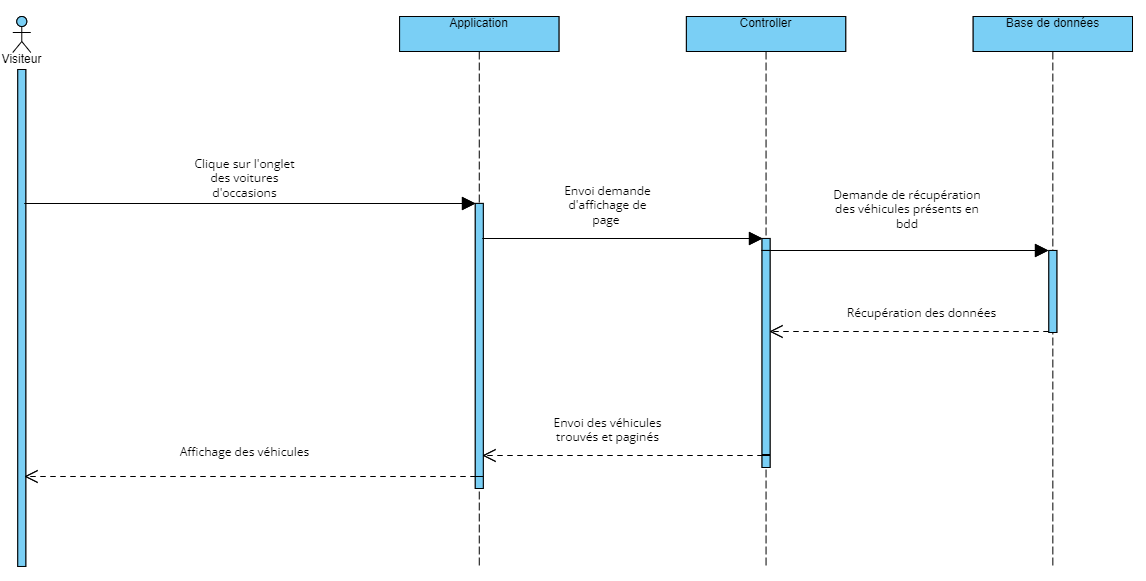 Visiteur
Application
Controller
Base de données
Clique sur l'onglet
des voitures
d'occasions
Envoi demande
d'affichage de
page
Demande de récupération
des véhicules présents en
bdd
Récupération des données
Envoi des véhicules
trouvés et paginés
Affichage des véhicules